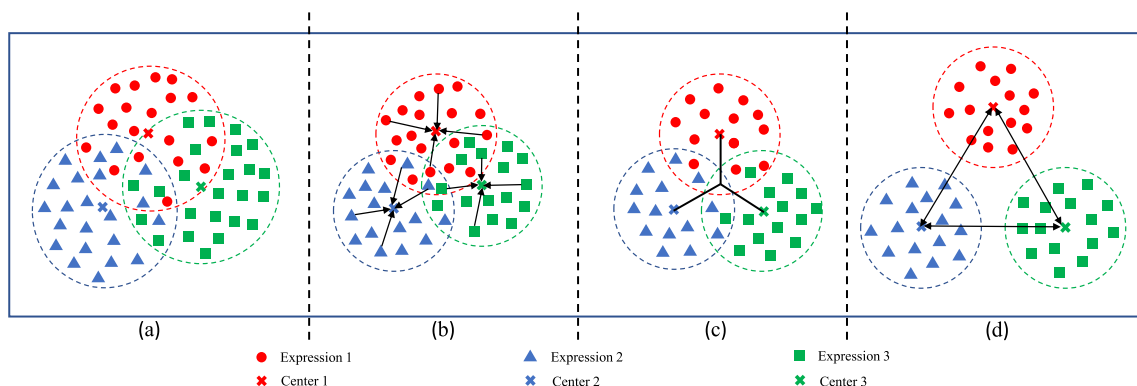 (a) (b) (c) (d)
Expression 1 Expression 2 Expression 3
Center 1 Center 2 Center 3